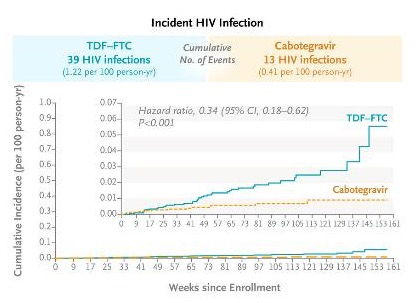 Incident HIV Infection
TDF–FTC
39 HIV infections
(1.22 per 100 person-yr)
Cumulative
No. of Events
Cabotegravir
13 HIV infections
(0.41 per 100 person-yr)
Cumulative Incidence (per 100 person-yr)
1.0
0.9
0.8
0.7
0.6
0.5
0.4
0.3
0.2
0.1
0.0
0.07
0.06
0.05
0.04
0.03
0.02
0.01
0.00
Hazard ratio, 0.34 (95% CI, 0.18–0.62)
P<0.001
TDF–FTC
Cabotegravir
0 9 17 25 33 41 49 57 65 73 81 89 97 105 113 121 129 137 145 153 161
0 9 17 25 33 41 49 57 65 73 81 89 97 105 113 121 129 137 145 153 161
Weeks since Enrollment